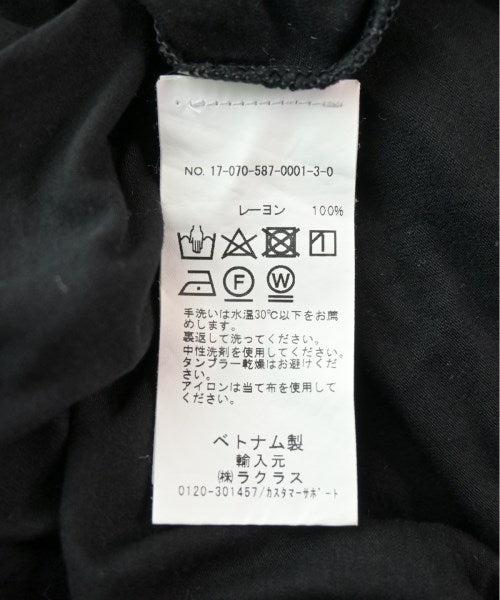 NO. 17-070-587-0001-3-0
レーヨン 100%
手洗いは水温30℃以下をお薦
めします。
裏返して洗ってください。
中性洗剤を使用してください。
タンブラー乾燥はお避けくだ
さい。
アイロンは当て布を使用して
ください。
ベトナム製
輸入元
㈱ラクラス
0120-301457/カスタマーサポート